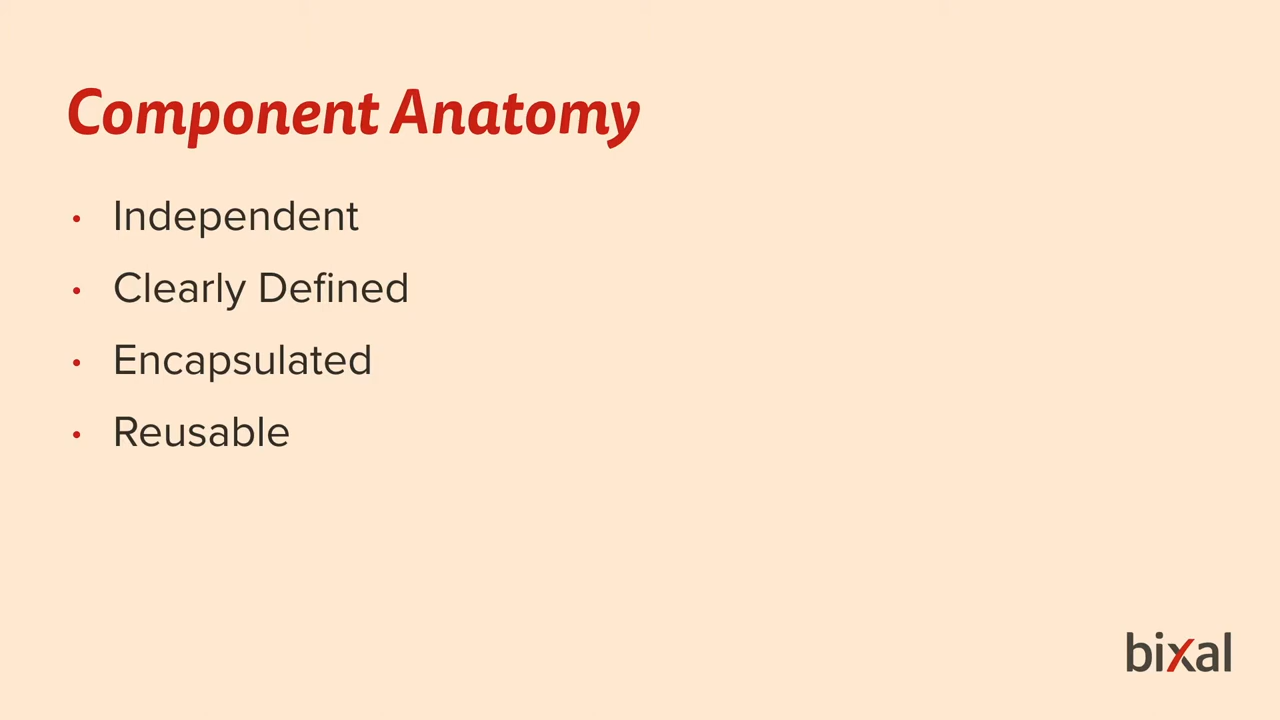 Component Anatomy
• Independent
• Clearly Defined
• Encapsulated
• Reusable
bixal